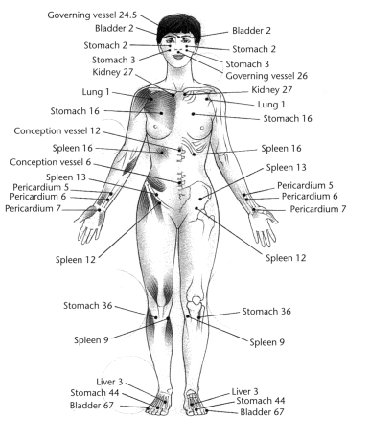 Governing vessel 24.5
Bladder 2
Bladder 2
Stomach 2
Stomach 2
Stomach 3
Stomach 3
Kidney 27
Governing vessel 26
Lung 1
Kidney 27
Lung 1
Stomach 16
Stomach 16
Conception vessel 12
Spleen 16
Spleen 16
Conception vessel 6
Spleen 13
Spleen 13
Pericardium 5
Pericardium 5
Pericardium 6
Pericardium 6
Pericardium 7
Pericardium 7
Spleen 12
Spleen 12
Stomach 36
Stomach 36
Spleen 9
Spleen 9
Liver 3
Liver 3
Stomach 44
Stomach 44
Bladder 67
Bladder 67